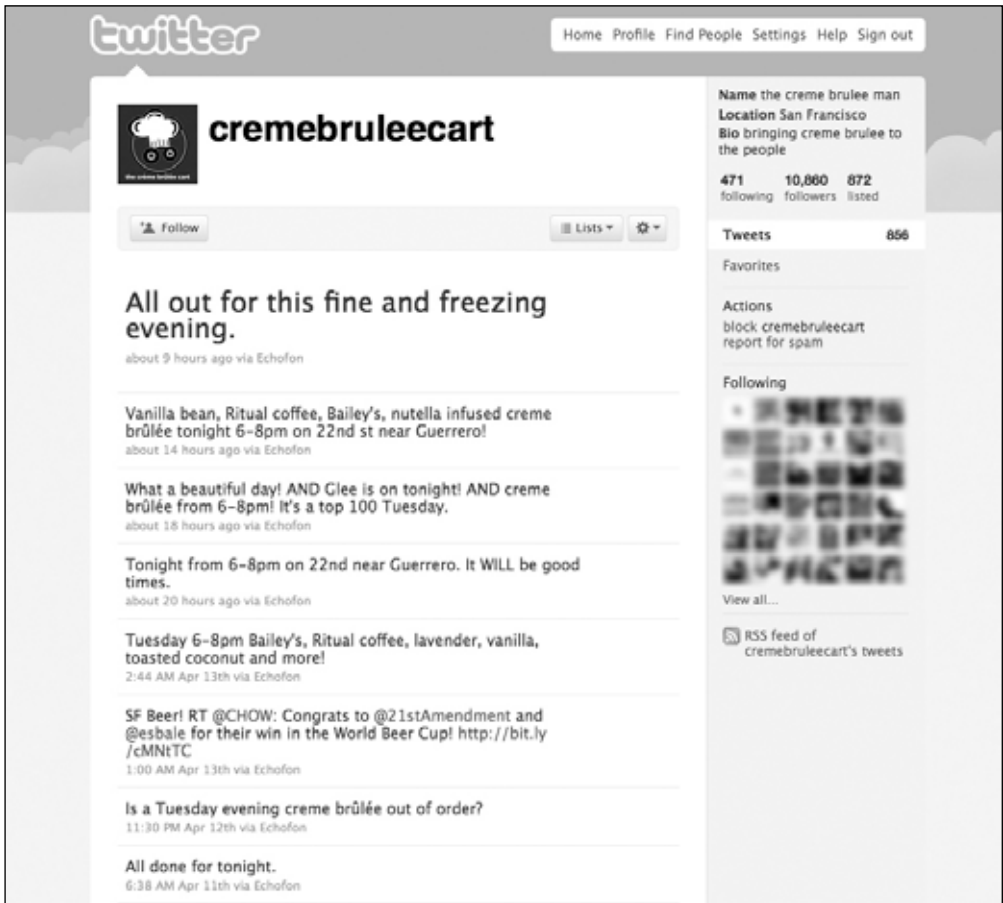 twitter
Home Profile Find People Settings Help Sign out
the crème brûlée cart
cremebruleecart
Follow
Lists
All out for this fine and freezing
evening.
about 9 hours ago via Echofon
Vanilla bean, Ritual coffee, Bailey's, nutella infused creme
brûlée tonight 6-8pm on 22nd st near Guerrero!
about 14 hours ago via Echofon
What a beautiful day! AND Glee is on tonight! AND creme
brûlée from 6-8pm! It's a top 100 Tuesday.
about 18 hours ago via Echofon
Tonight from 6-8pm on 22nd near Guerrero. It WILL be good
times.
about 20 hours ago via Echofon
Tuesday 6-8pm Bailey's, Ritual coffee, lavender, vanilla,
toasted coconut and more!
2:44 AM Apr 13th via Echofon
SF Beer! RT @CHOW: Congrats to @21stAmendment and
@esbale for their win in the World Beer Cup! http://bit.ly
/cMNtTC
1:00 AM Apr 13th via Echofon
Is a Tuesday evening creme brûlée out of order?
11:30 PM Apr 12th via Echofon
All done for tonight.
6:38 AM Apr 11th via Echofon
Name the creme brulee man
Location San Francisco
Bio bringing creme brulee to
the people
471 10,860 872
following followers listed
Tweets 856
Favorites
Actions
block cremebruleecart
report for spam
Following
View all...
RSS feed of
cremebruleecart's tweets